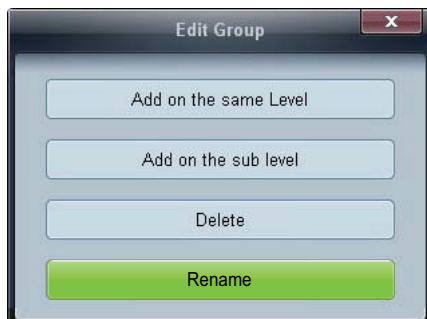 Edit Group
x
Add on the same Level
Add on the sub level
Delete
Rename